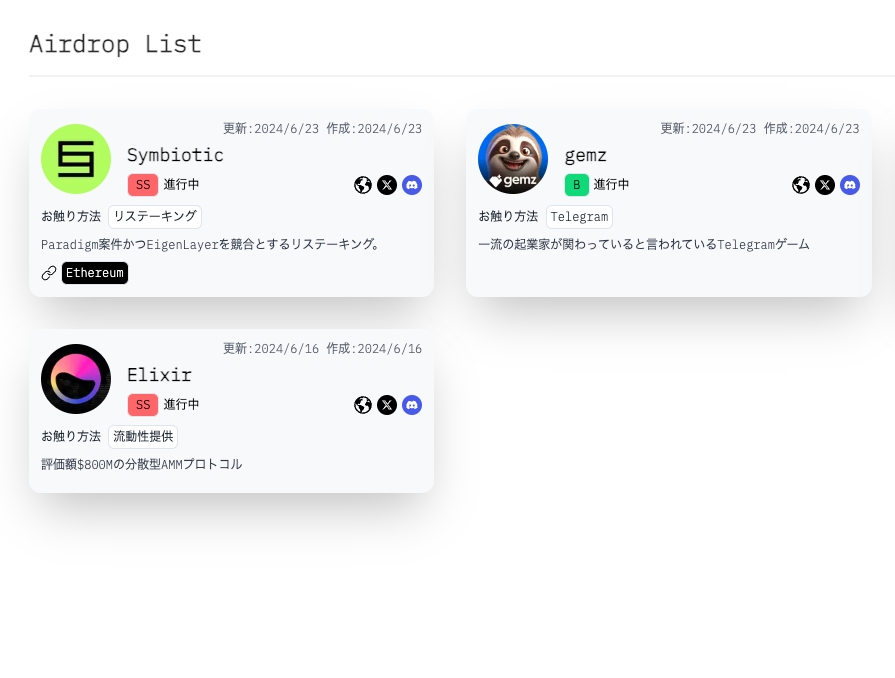 Airdrop List
更新:2024/6/23 作成:2024/6/23
Symbiotic
SS 進行中
お触り方法 リステーキング
Paradigm案件かつEigenLayerを競合とするリステーキング。
Ethereum
更新:2024/6/23 作成:2024/6/23
gemz
gemz
B 進行中
お触り方法 Telegram
一流の起業家が関わっていると言われているTelegramゲーム
更新:2024/6/16 作成:2024/6/16
Elixir
SS 進行中
お触り方法 流動性提供
評価額$800Mの分散型AMMプロトコル